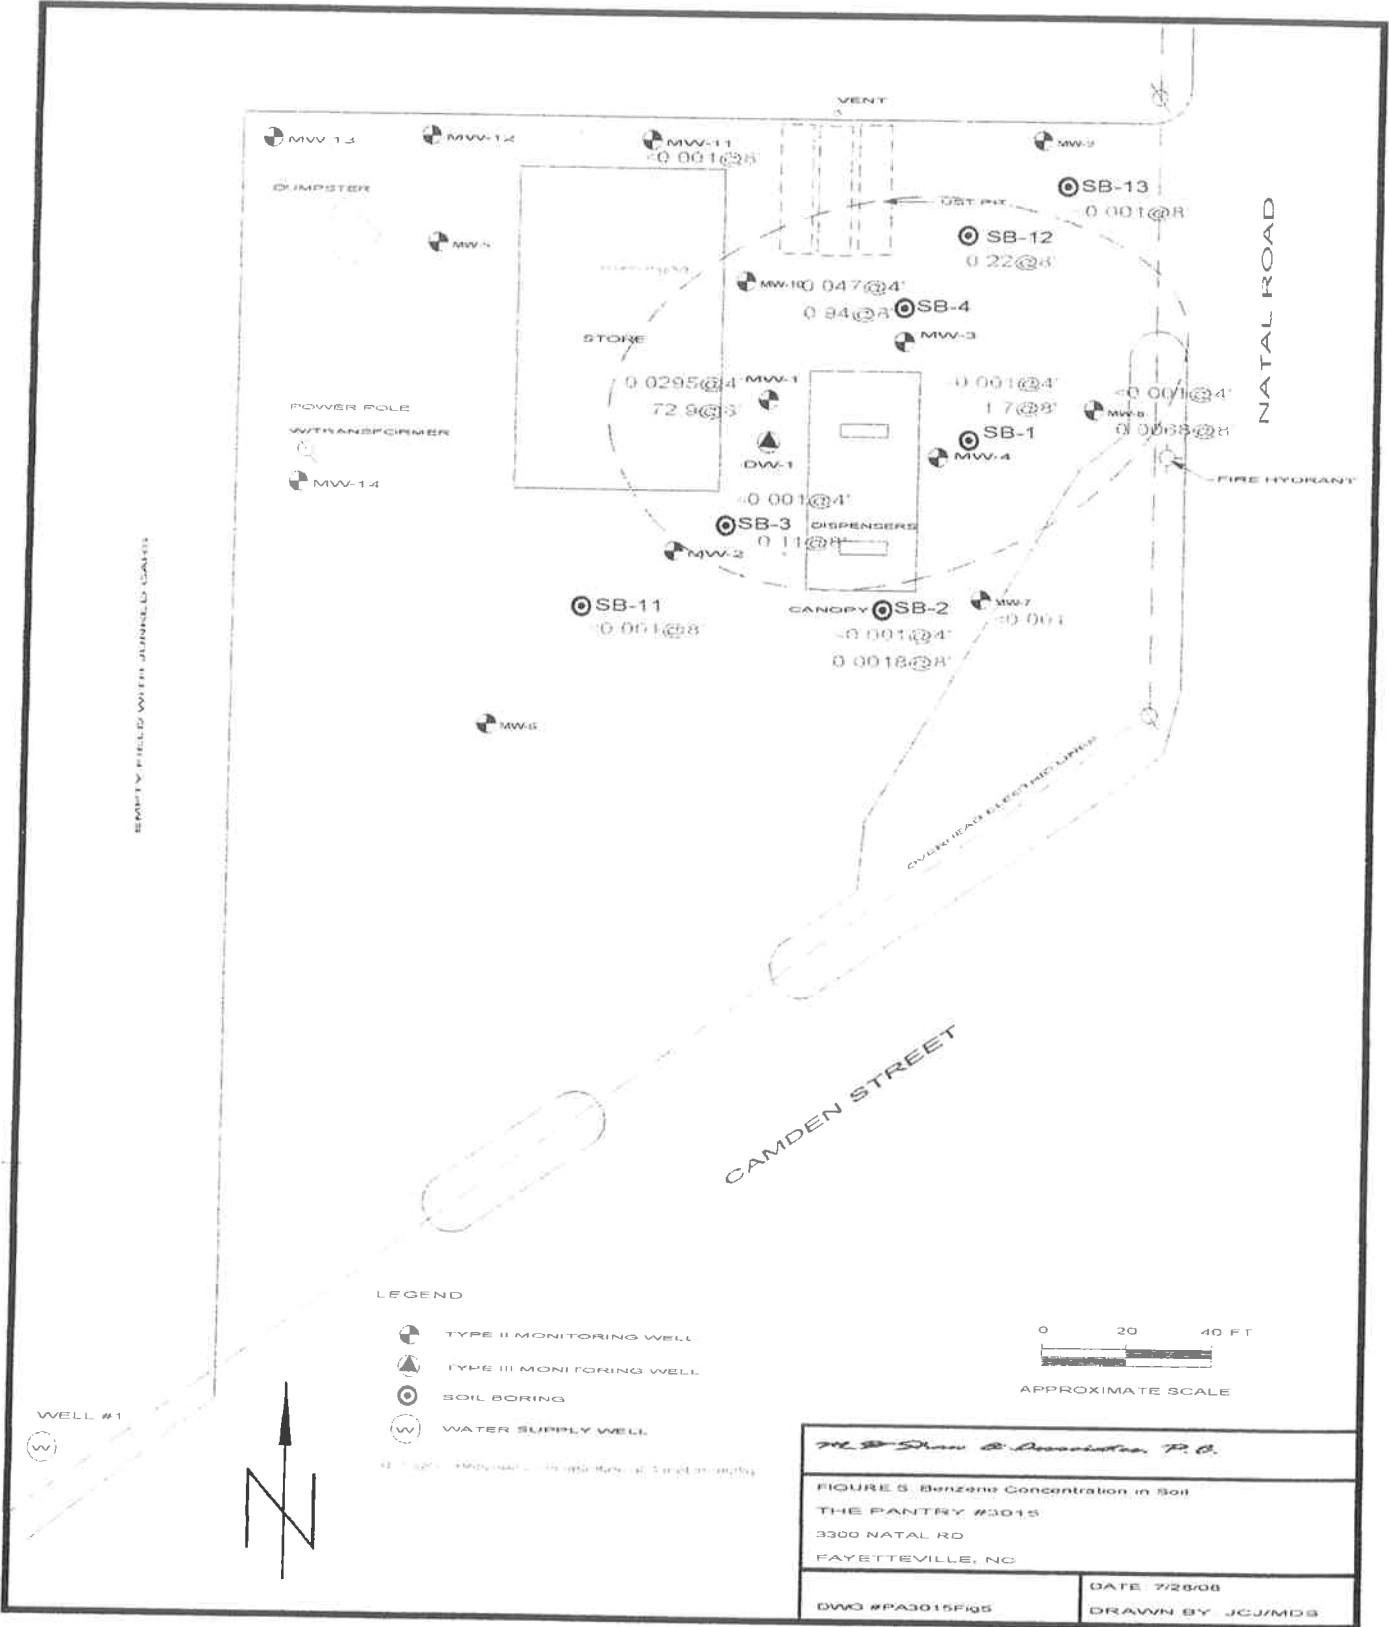 VENT
MW-13
MW-12
MW-11
<0.001@8'
MW-9
DUMPSTER
SB-13
0.001@8'
UST PIT
MW-5
SB-12
0.22@8'
NATAL ROAD
MW-10
0.047@4'
0.94@8'
SB-4
STORE
MW-3
0.0295@4'
MW-1
<0.001@4'
<0.001@4'
72.9@8'
1.7@8'
MW-8
0.0068@8'
POWER POLE
W/TRANSFORMER
SB-1
MW-4
DW-1
MW-14
FIRE HYDRANT
<0.001@4'
SB-3
DISPENSERS
0.11@8'
MW-2
EMPTY FIELD WITH JUNKED CARS
SB-11
<0.001@8'
CANOPY
SB-2
MW-7
<0.001
<0.001@4'
0.0018@8'
MW-6
OVERHEAD ELECTRIC LINES
CAMDEN STREET
LEGEND
TYPE II MONITORING WELL
TYPE III MONITORING WELL
SOIL BORING
WATER SUPPLY WELL
W
0 20 40 FT
APPROXIMATE SCALE
WELL #1
W
N
FIGURE 5. Benzene Concentration in Soil
THE PANTRY #3015
3300 NATAL RD
FAYETTEVILLE, NC
DWG #PA3015Fig5
DATE: 7/28/08
DRAWN BY: JCJ/MDS